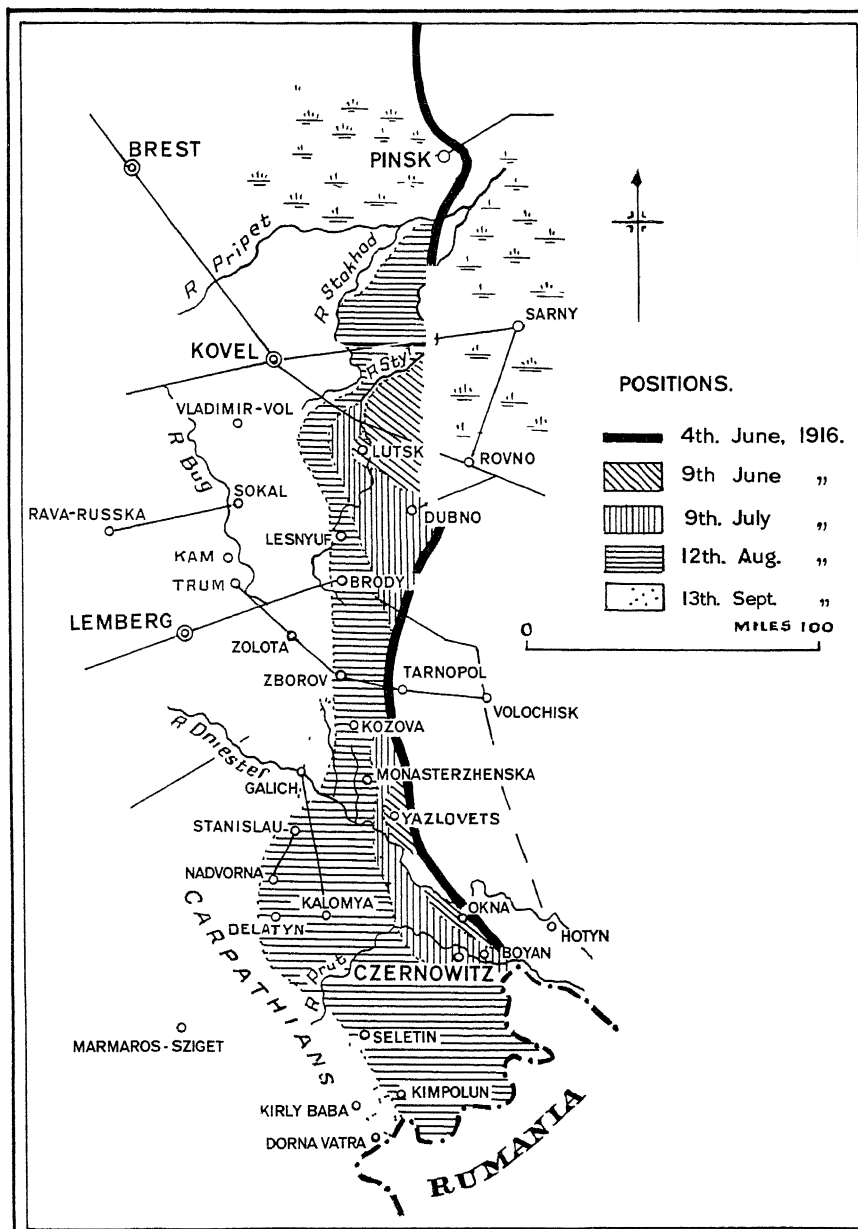 BREST
PINSK
R Pripet
R Stokhod
SARNY
KOVEL
R Styr
VLADIMIR-VOL
R Bug
LUTSK
ROVNO
SOKAL
RAVA-RUSSKA
DUBNO
LESNYUF
KAM
TRUM
BRODY
LEMBERG
ZOLOTA
ZBOROV
TARNOPOL
VOLOCHISK
KOZOVA
R Dniester
GALICH
MONASTERZHENSKA
YAZLOVETS
STANISLAU
NADVORNA
KALOMYA
OKNA
DELATYN
HOTYN
BOYAN
CZERNOWITZ
R Prut
CARPATHIANS
MARMAROS-SZIGET
SELETIN
KIRLY BABA
KIMPOLUN
DORNA VATRA
RUMANIA
POSITIONS.
4th. June, 1916.
9th June „
9th. July „
12th. Aug. „
13th. Sept. „
0 MILES 100